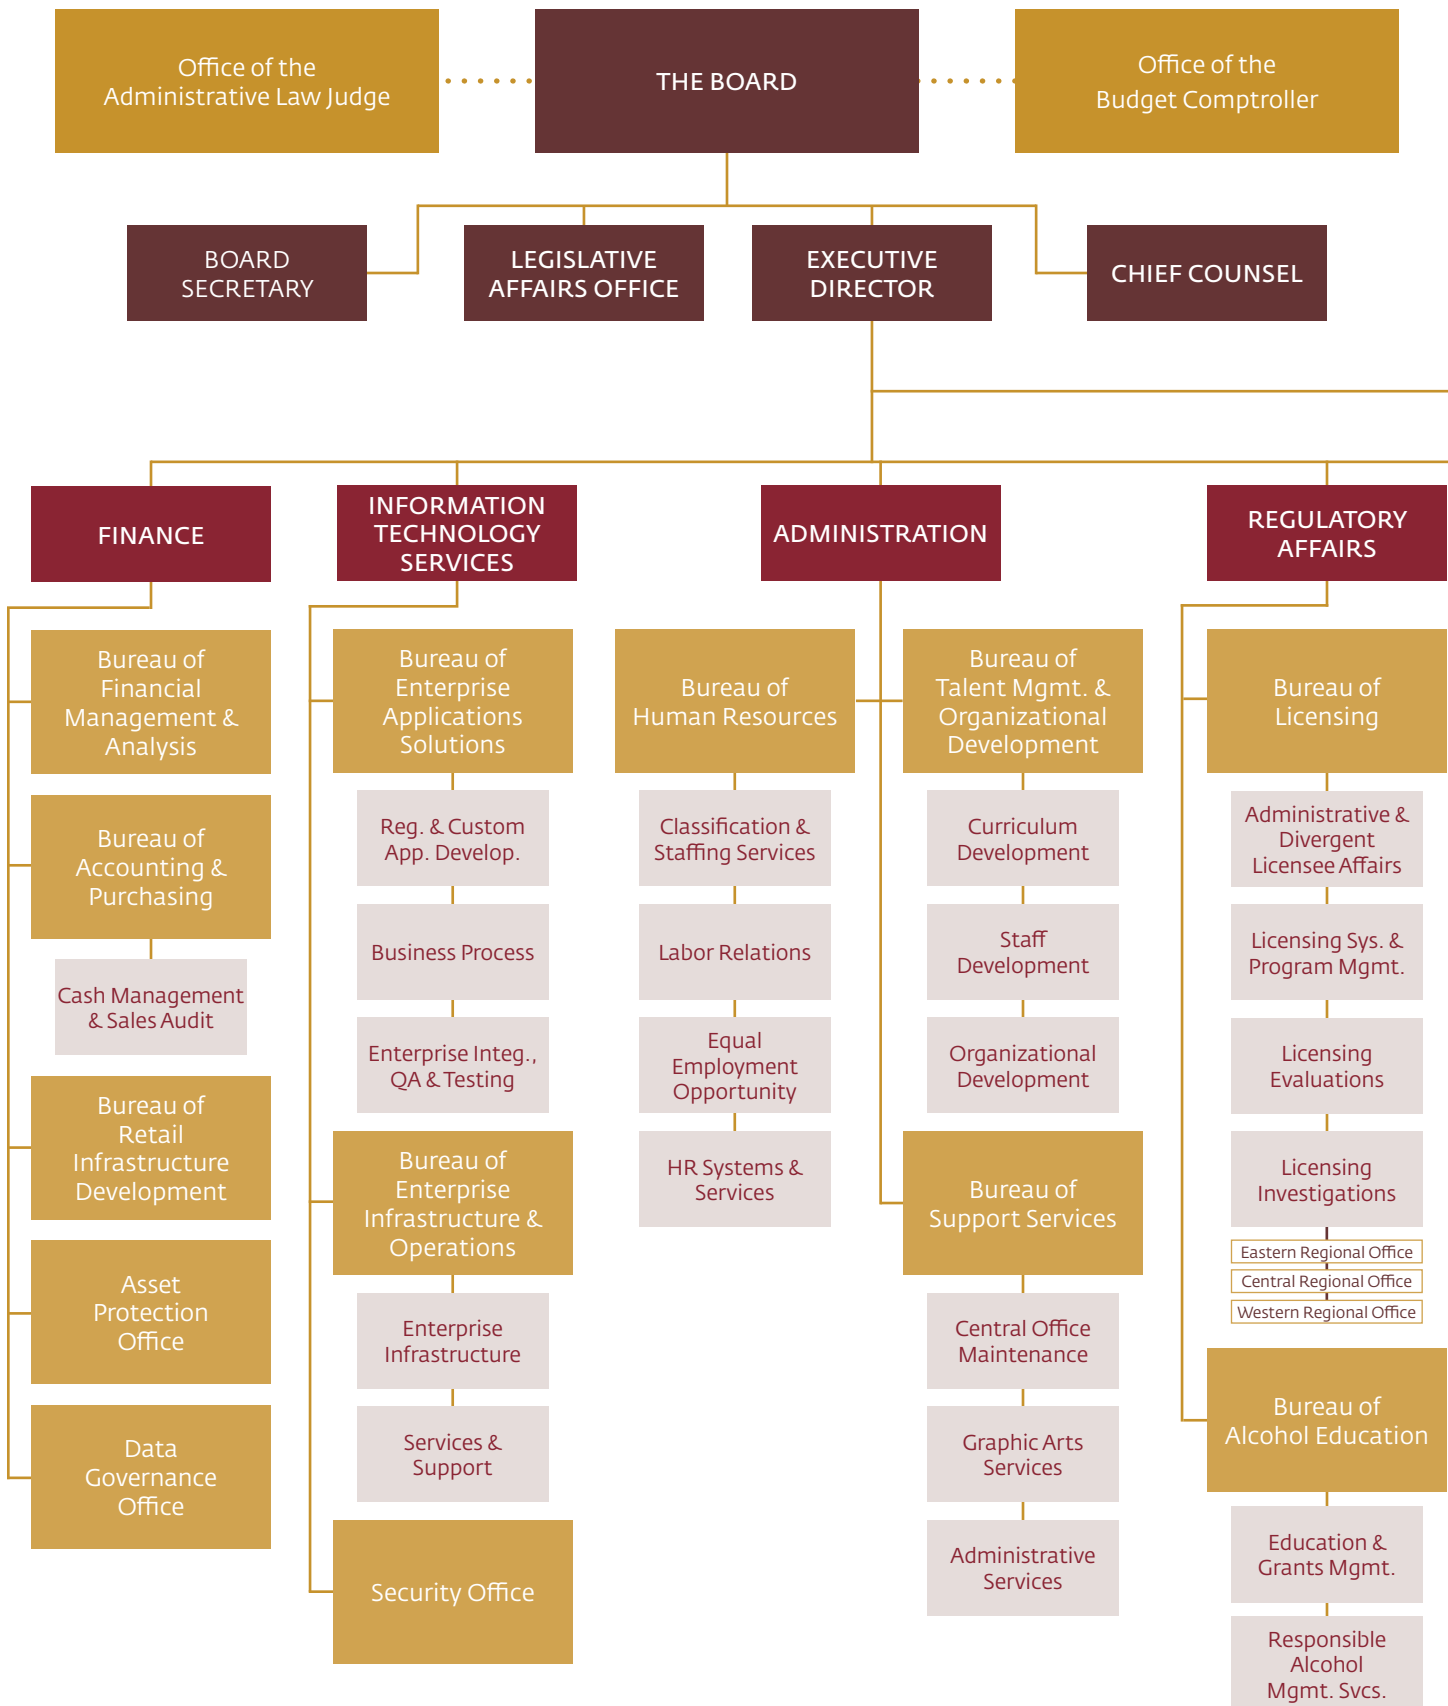 Office of the
Administrative Law Judge
THE BOARD
Office of the
Budget Comptroller
BOARD
SECRETARY
LEGISLATIVE
AFFAIRS OFFICE
EXECUTIVE
DIRECTOR
CHIEF COUNSEL
FINANCE
Bureau of
Financial
Management &
Analysis
Bureau of
Accounting &
Purchasing
Cash Management
& Sales Audit
Bureau of
Retail
Infrastructure
Development
Asset
Protection
Office
Data
Governance
Office
INFORMATION
TECHNOLOGY
SERVICES
Bureau of
Enterprise
Applications
Solutions
Reg. & Custom
App. Develop.
Business Process
Enterprise Integ.,
QA & Testing
Bureau of
Enterprise
Infrastructure &
Operations
Enterprise
Infrastructure
Services &
Support
Security Office
ADMINISTRATION
Bureau of
Human Resources
Classification &
Staffing Services
Labor Relations
Equal
Employment
Opportunity
HR Systems &
Services
Bureau of
Talent Mgmt. &
Organizational
Development
Curriculum
Development
Staff
Development
Organizational
Development
Bureau of
Support Services
Central Office
Maintenance
Graphic Arts
Services
Administrative
Services
REGULATORY
AFFAIRS
Bureau of
Licensing
Administrative &
Divergent
Licensee Affairs
Licensing Sys. &
Program Mgmt.
Licensing
Evaluations
Licensing
Investigations
Eastern Regional Office
Central Regional Office
Western Regional Office
Bureau of
Alcohol Education
Education &
Grants Mgmt.
Responsible
Alcohol
Mgmt. Svcs.